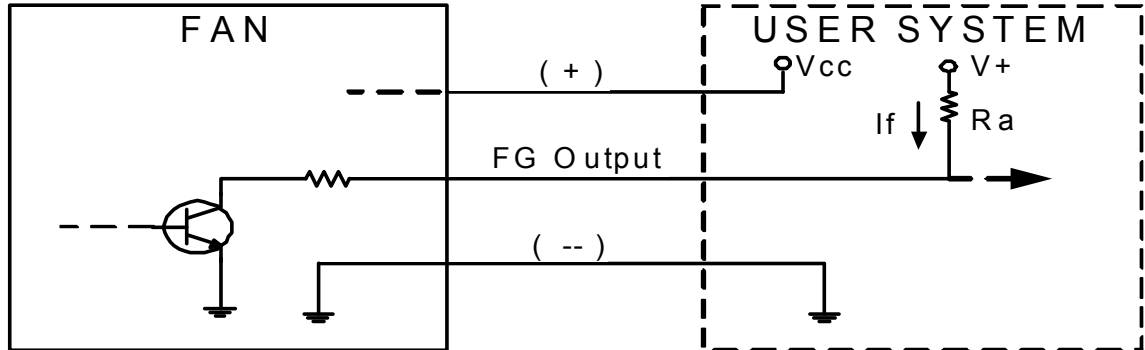 FAN
USER SYSTEM
( + )
Vcc
V+
If
Ra
FG Output
( -- )